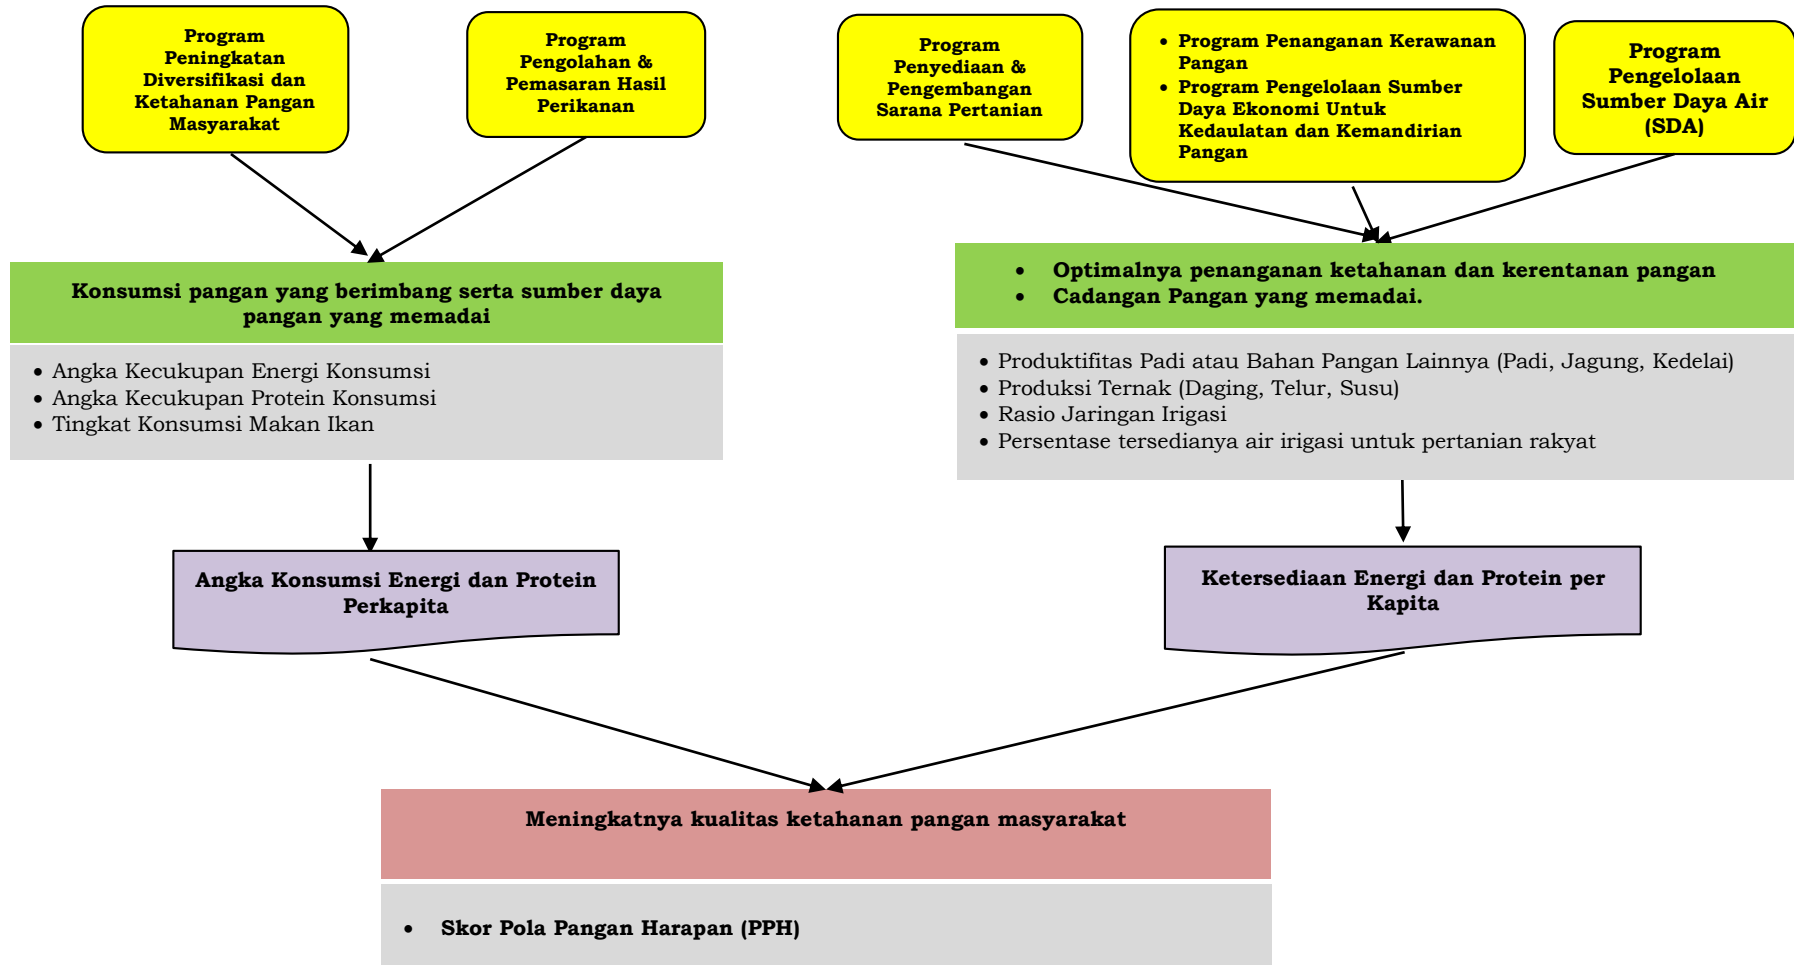 Program
Peningkatan
Diversifikasi dan
Ketahanan Pangan
Masyarakat
Program
Pengolahan &
Pemasaran Hasil
Perikanan
Program
Penyediaan &
Pengembangan
Sarana Pertanian
• Program Penanganan Kerawanan
Pangan
• Program Pengelolaan Sumber
Daya Ekonomi Untuk
Kedaulatan dan Kemandirian
Pangan
Program
Pengelolaan
Sumber Daya Air
(SDA)
Konsumsi pangan yang berimbang serta sumber daya
pangan yang memadai
• Angka Kecukupan Energi Konsumsi
• Angka Kecukupan Protein Konsumsi
• Tingkat Konsumsi Makan Ikan
• Optimalnya penanganan ketahanan dan kerentanan pangan
• Cadangan Pangan yang memadai.
• Produktifitas Padi atau Bahan Pangan Lainnya (Padi, Jagung, Kedelai)
• Produksi Ternak (Daging, Telur, Susu)
• Rasio Jaringan Irigasi
• Persentase tersedianya air irigasi untuk pertanian rakyat
Angka Konsumsi Energi dan Protein
Perkapita
Ketersediaan Energi dan Protein per
Kapita
Meningkatnya kualitas ketahanan pangan masyarakat
• Skor Pola Pangan Harapan (PPH)